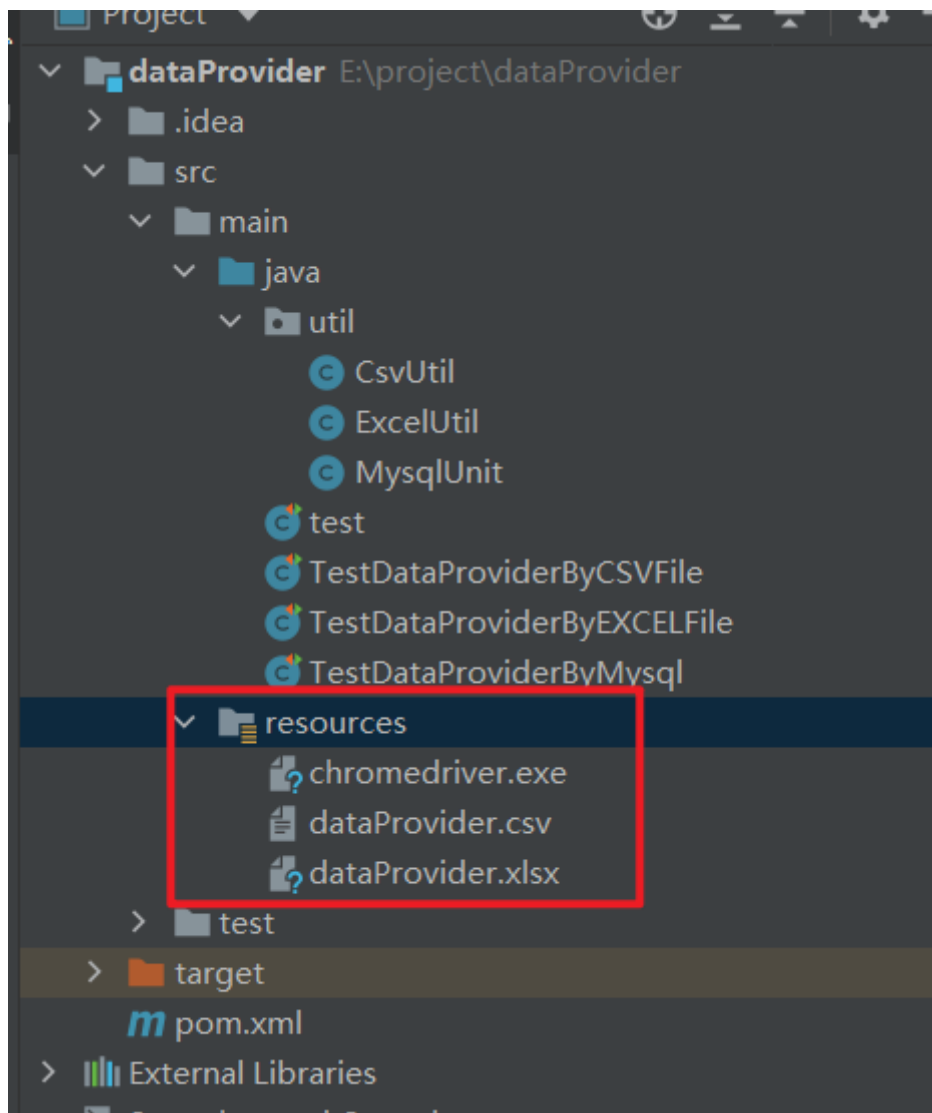 Project
dataProvider E:\project\dataProvider
.idea
src
main
java
util
CsvUtil
ExcelUtil
MysqlUnit
test
TestDataProviderByCSVFile
TestDataProviderByEXCELFile
TestDataProviderByMysql
resources
chromedriver.exe
dataProvider.csv
dataProvider.xlsx
test
target
pom.xml
External Libraries